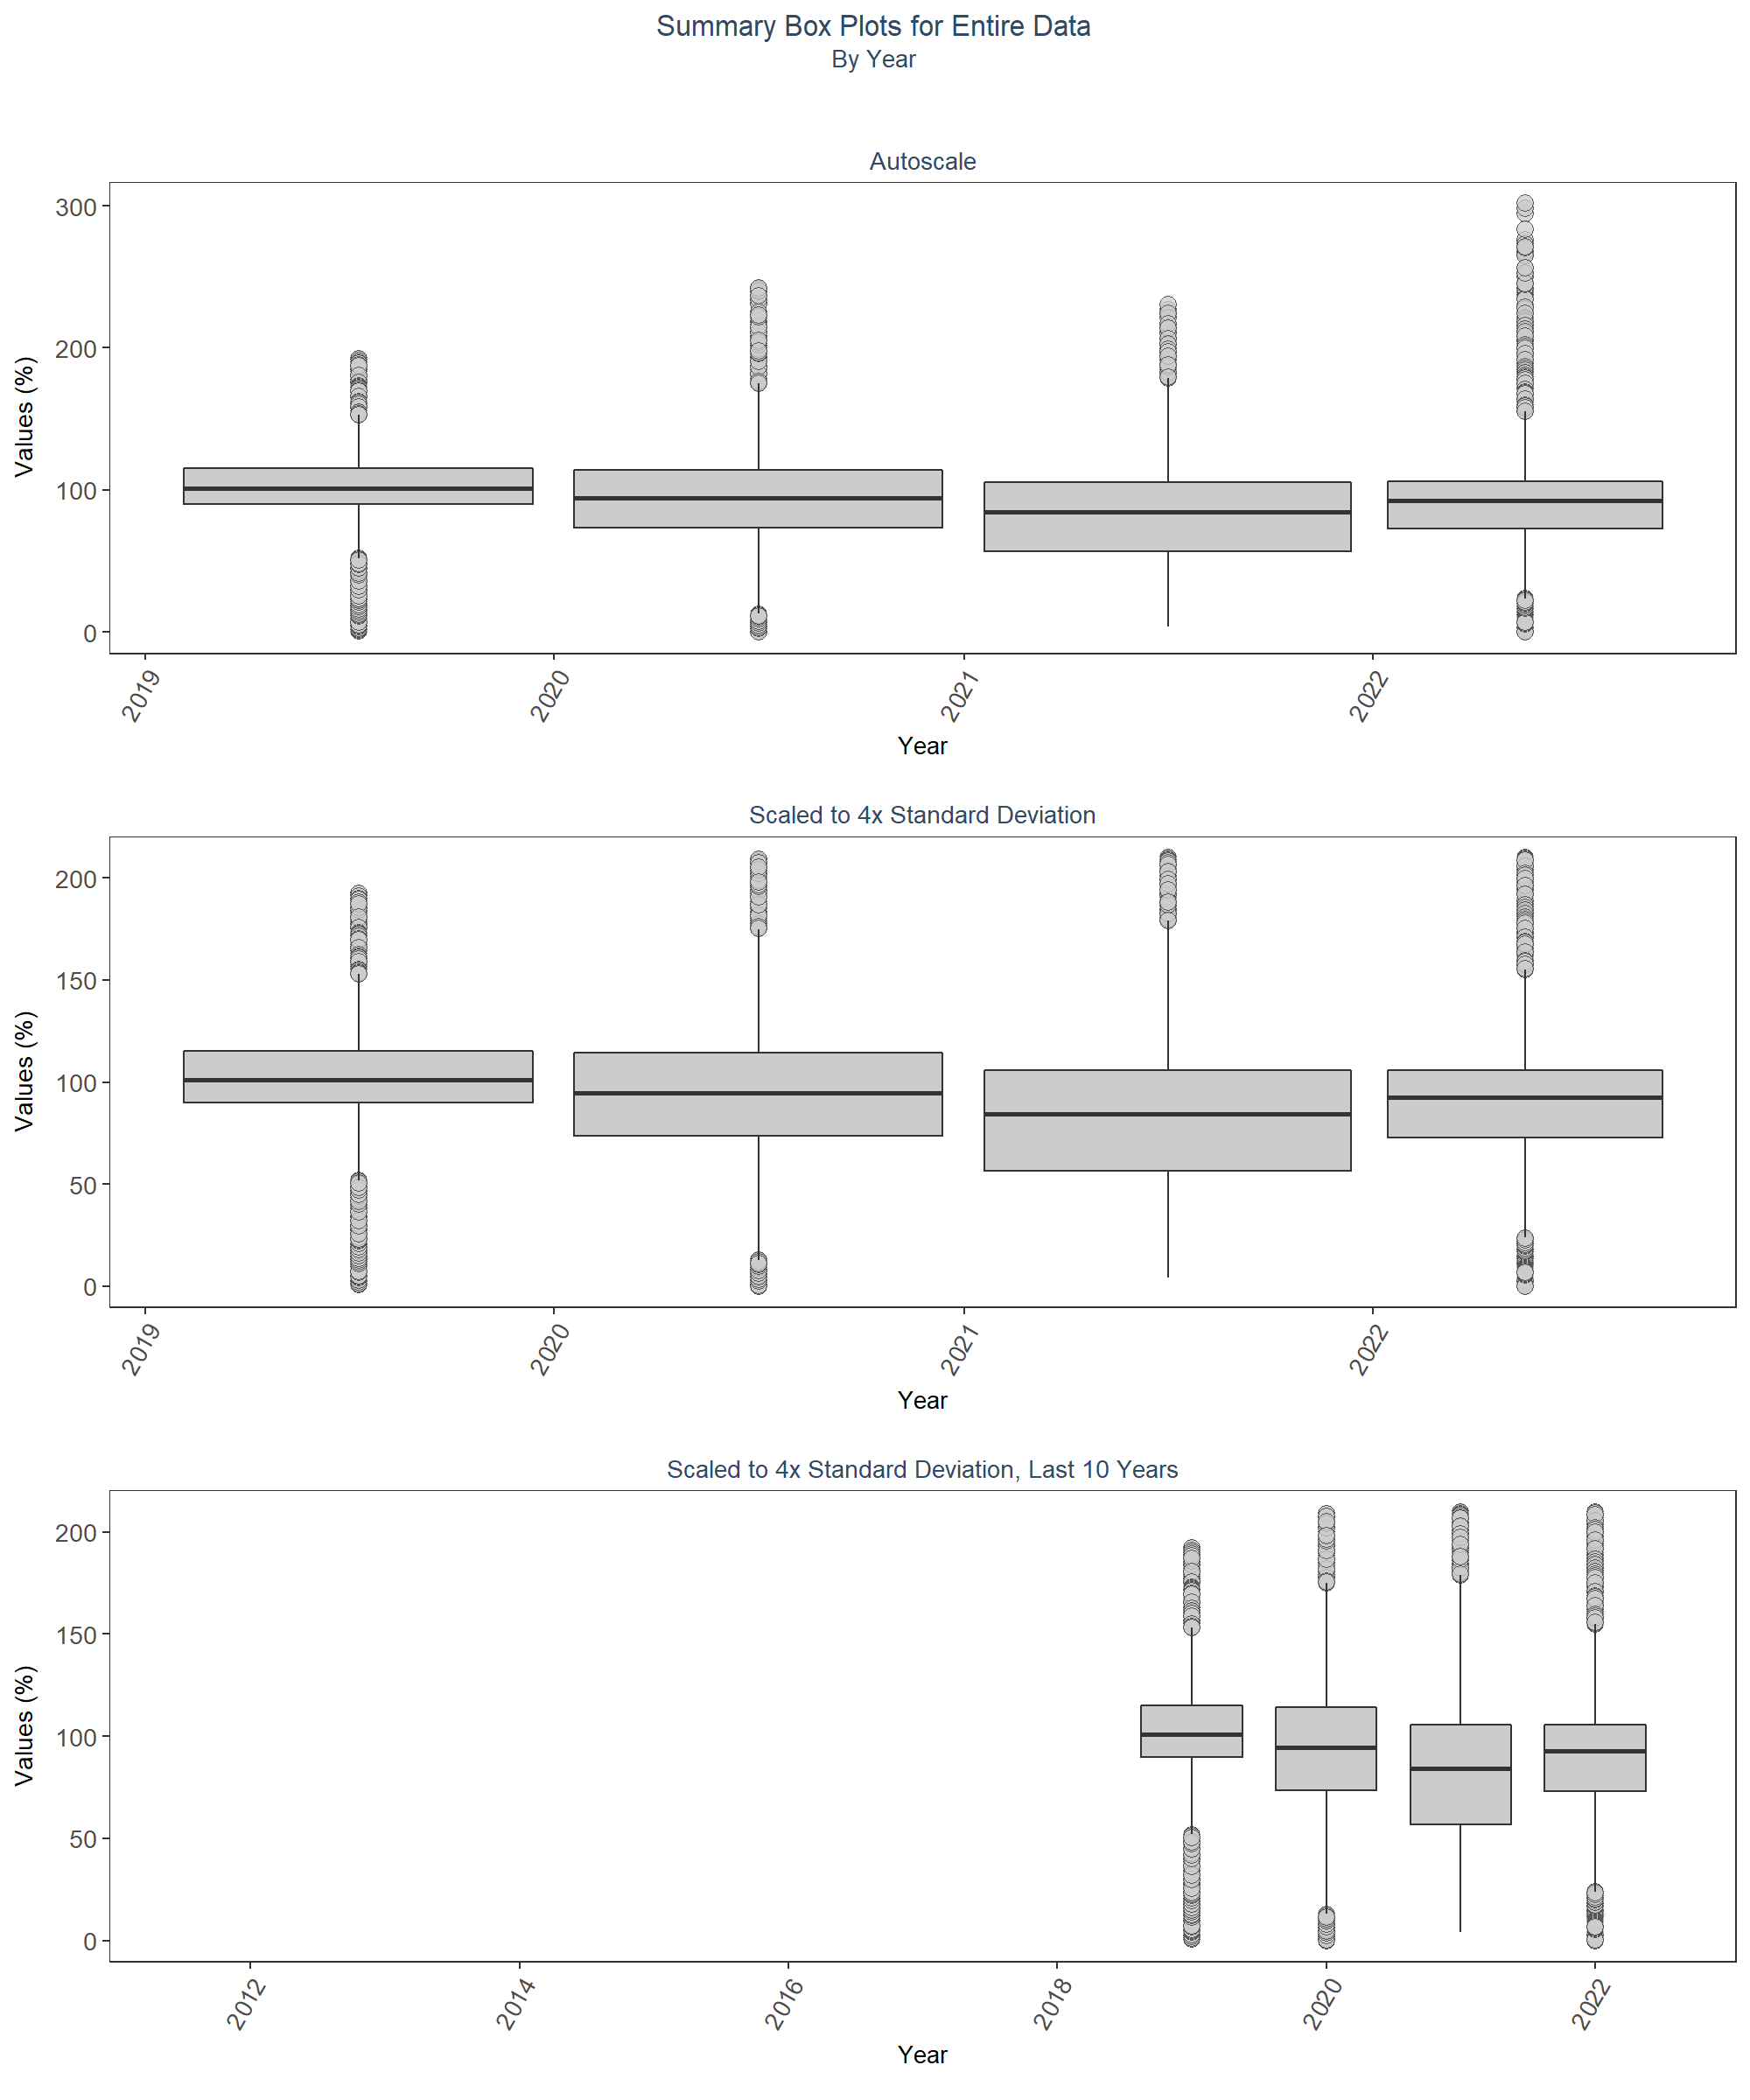 Summary Box Plots for Entire Data
By Year
Autoscale
Values (%)
300
200
100
0
2019
2020
2021
2022
Year
Scaled to 4x Standard Deviation
Values (%)
200
150
100
50
0
2019
2020
2021
2022
Year
Scaled to 4x Standard Deviation, Last 10 Years
Values (%)
200
150
100
50
0
2012
2014
2016
2018
2020
2022
Year